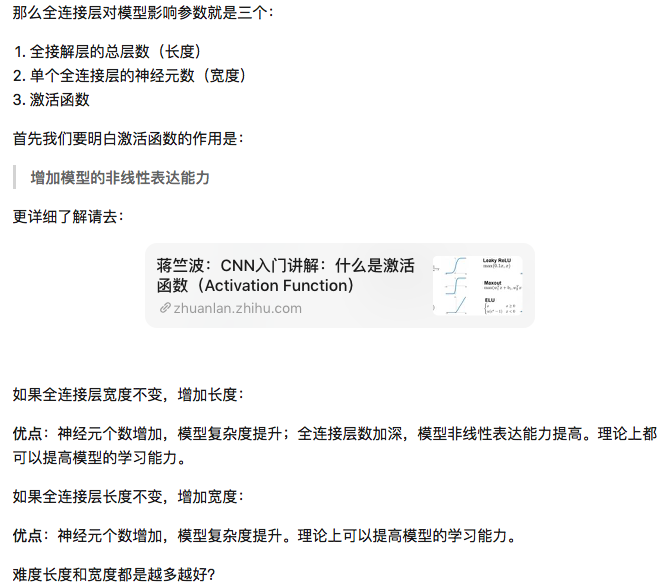 那么全连接层对模型影响参数就是三个：
1. 全接解层的总层数（长度）
2. 单个全连接层的神经元数（宽度）
3. 激活函数
首先我们要明白激活函数的作用是：
增加模型的非线性表达能力
更详细了解请去：
蒋竺波：CNN入门讲解：什么是激活
函数（Activation Function）
zhuanlan.zhihu.com
Leaky ReLU
max(0.1x, x)
Maxout
ELU
如果全连接层宽度不变，增加长度：
优点：神经元个数增加，模型复杂度提升；全连接层数加深，模型非线性表达能力提高。理论上都
可以提高模型的学习能力。
如果全连接层长度不变，增加宽度：
优点：神经元个数增加，模型复杂度提升。理论上可以提高模型的学习能力。
难度长度和宽度都是越多越好？